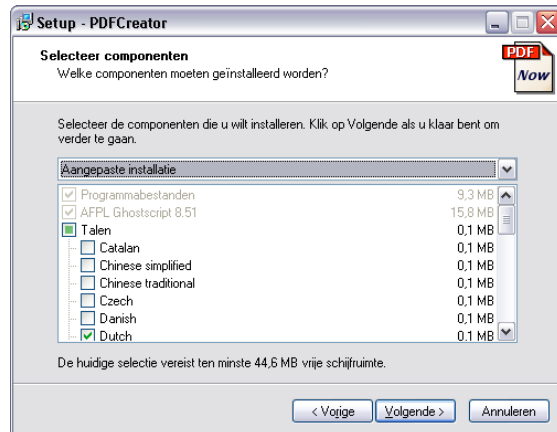 Setup - PDFCreator
Selecteer componenten
Welke componenten moeten geïnstalleerd worden?
PDF
Now
Selecteer de componenten die u wilt installeren. Klik op Volgende als u klaar bent om
verder te gaan.
Aangepaste installatie
Programmabestanden 9,3 MB
AFPL Ghostscript 8.51 15,8 MB
Talen 0,1 MB
Catalan 0,1 MB
Chinese simplified 0,1 MB
Chinese traditional 0,1 MB
Czech 0,1 MB
Danish 0,1 MB
Dutch 0,1 MB
De huidige selectie vereist ten minste 44,6 MB vrije schijfruimte.
< Vorige Volgende > Annuleren